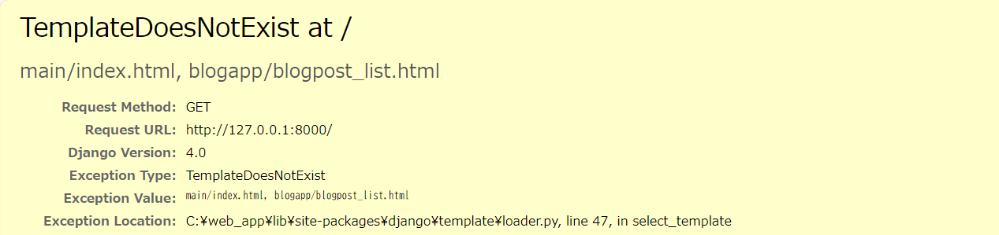 TemplateDoesNotExist at /
main/index.html, blogapp/blogpost_list.html
Request Method: GET
Request URL: http://127.0.0.1:8000/
Django Version: 4.0
Exception Type: TemplateDoesNotExist
Exception Value: main/index.html, blogapp/blogpost_list.html
Exception Location: C:¥web_app¥lib¥site-packages¥django¥template¥loader.py, line 47, in select_template